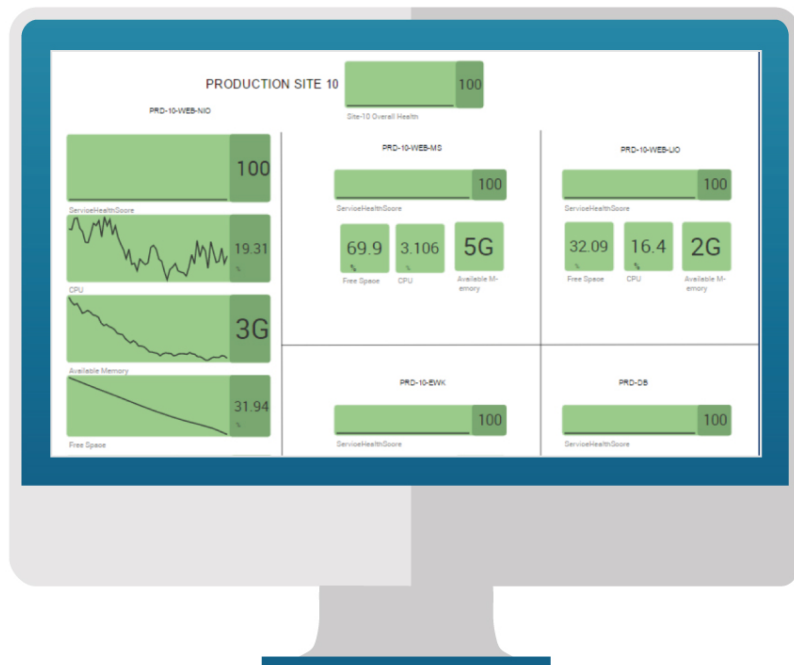 PRODUCTION SITE 10
100
Site-10 Overall Health
PRD-10-WEB-NIO
100
ServiceHealthScore
19.31
%
CPU
3G
Available Memory
31.94
%
Free Space
PRD-10-WEB-MS
100
ServiceHealthScore
69.9
%
Free Space
3.106
%
CPU
5G
Available M-
emory
PRD-10-WEB-LIO
100
ServiceHealthScore
32.09
%
Free Space
16.4
%
CPU
2G
Available M-
emory
PRD-10-EWK
100
ServiceHealthScore
PRD-DB
100
ServiceHealthScore